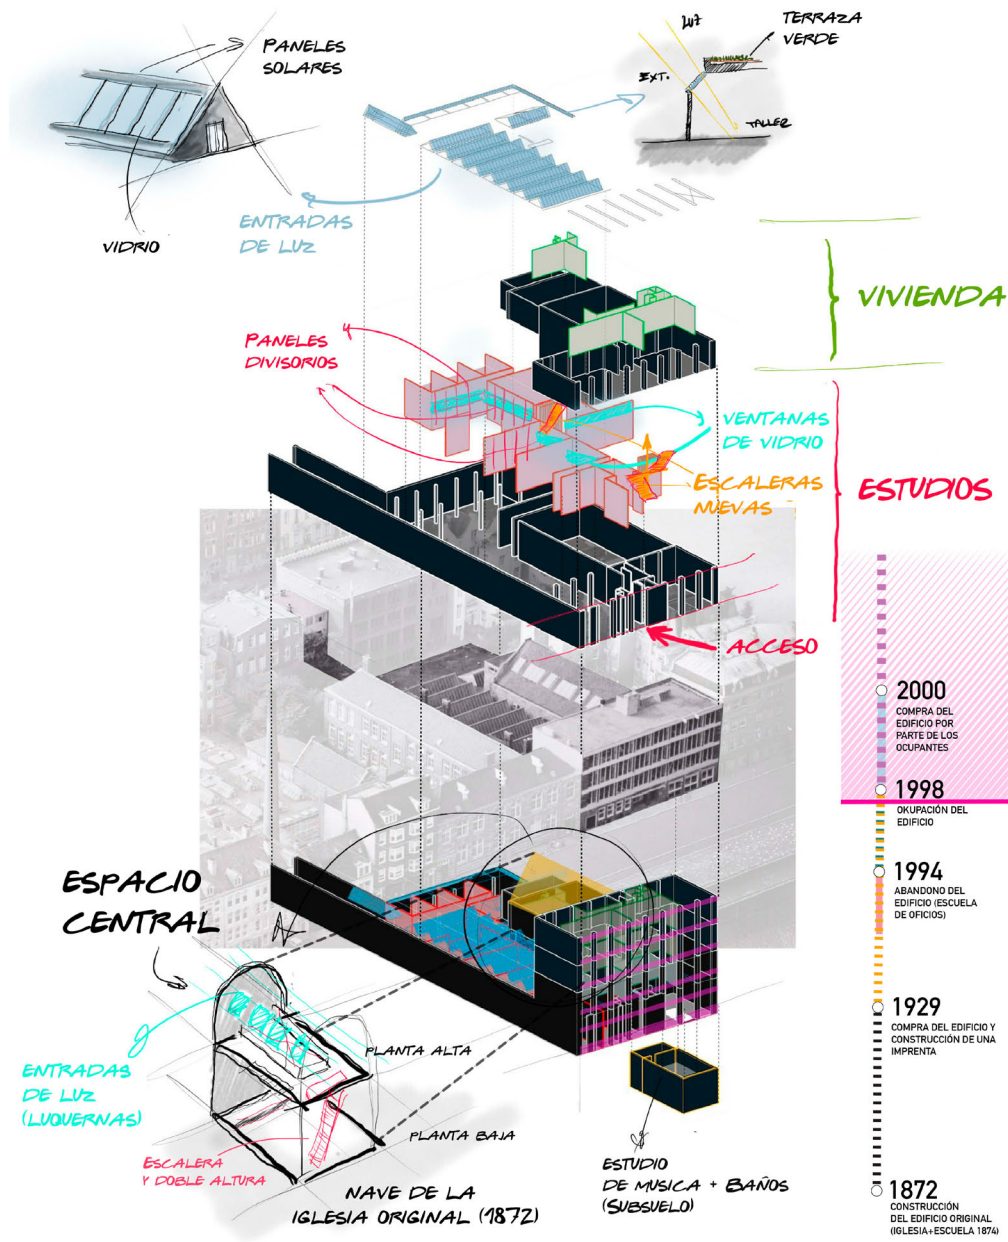 PANELES
SOLARES
VIDRIO
LUZ
TERRAZA
VERDE
EXT.
TALLER
ENTRADAS
DE LUZ
VIVIENDA
PANELES
DIVISORIOS
VENTANAS
DE VIDRIO
ESCALERAS
NUEVAS
ESTUDIOS
ACCESO
2000
COMPRA DEL
EDIFICIO POR
PARTE DE LOS
OCUPANTES
1998
OKUPACIÓN DEL
EDIFICIO
1994
ABANDONO DEL
EDIFICIO (ESCUELA
DE OFICIOS)
1929
COMPRA DEL EDIFICIO Y
CONSTRUCCIÓN DE UNA
IMPRENTA
1872
CONSTRUCCIÓN
DEL EDIFICIO ORIGINAL
(IGLESIA+ESCUELA 1874)
ESPACIO
CENTRAL
ENTRADAS
DE LUZ
(LUQUERNAS)
PLANTA ALTA
PLANTA BAJA
ESCALERA
Y DOBLE ALTURA
NAVE DE LA
IGLESIA ORIGINAL (1872)
ESTUDIO
DE MUSICA + BAÑOS
(SUBSUELO)